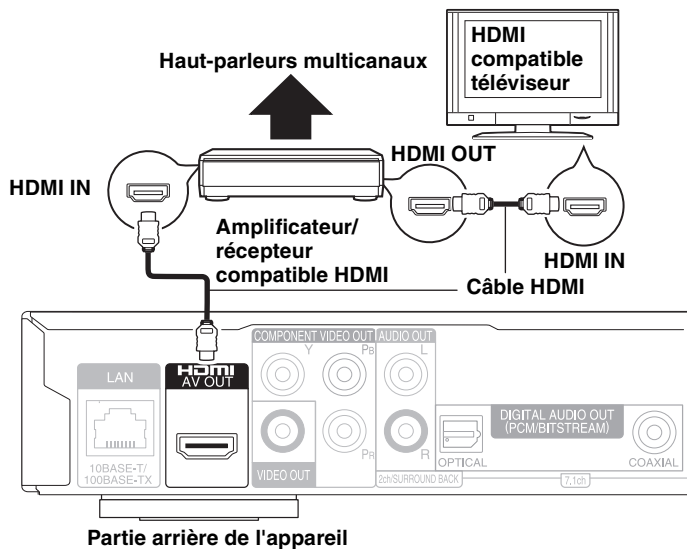 HDMI
compatible
téléviseur
Haut-parleurs multicanaux
HDMI OUT
HDMI IN
Amplificateur/
récepteur
compatible HDMI
HDMI IN
Câble HDMI
LAN
10BASE-T/
100BASE-TX
HDMI
AV OUT
COMPONENT VIDEO OUT
Y
PB
PR
VIDEO OUT
AUDIO OUT
L
R
2ch/SURROUND BACK
DIGITAL AUDIO OUT
(PCM/BITSTREAM)
OPTICAL
COAXIAL
7.1ch
Partie arrière de l'appareil